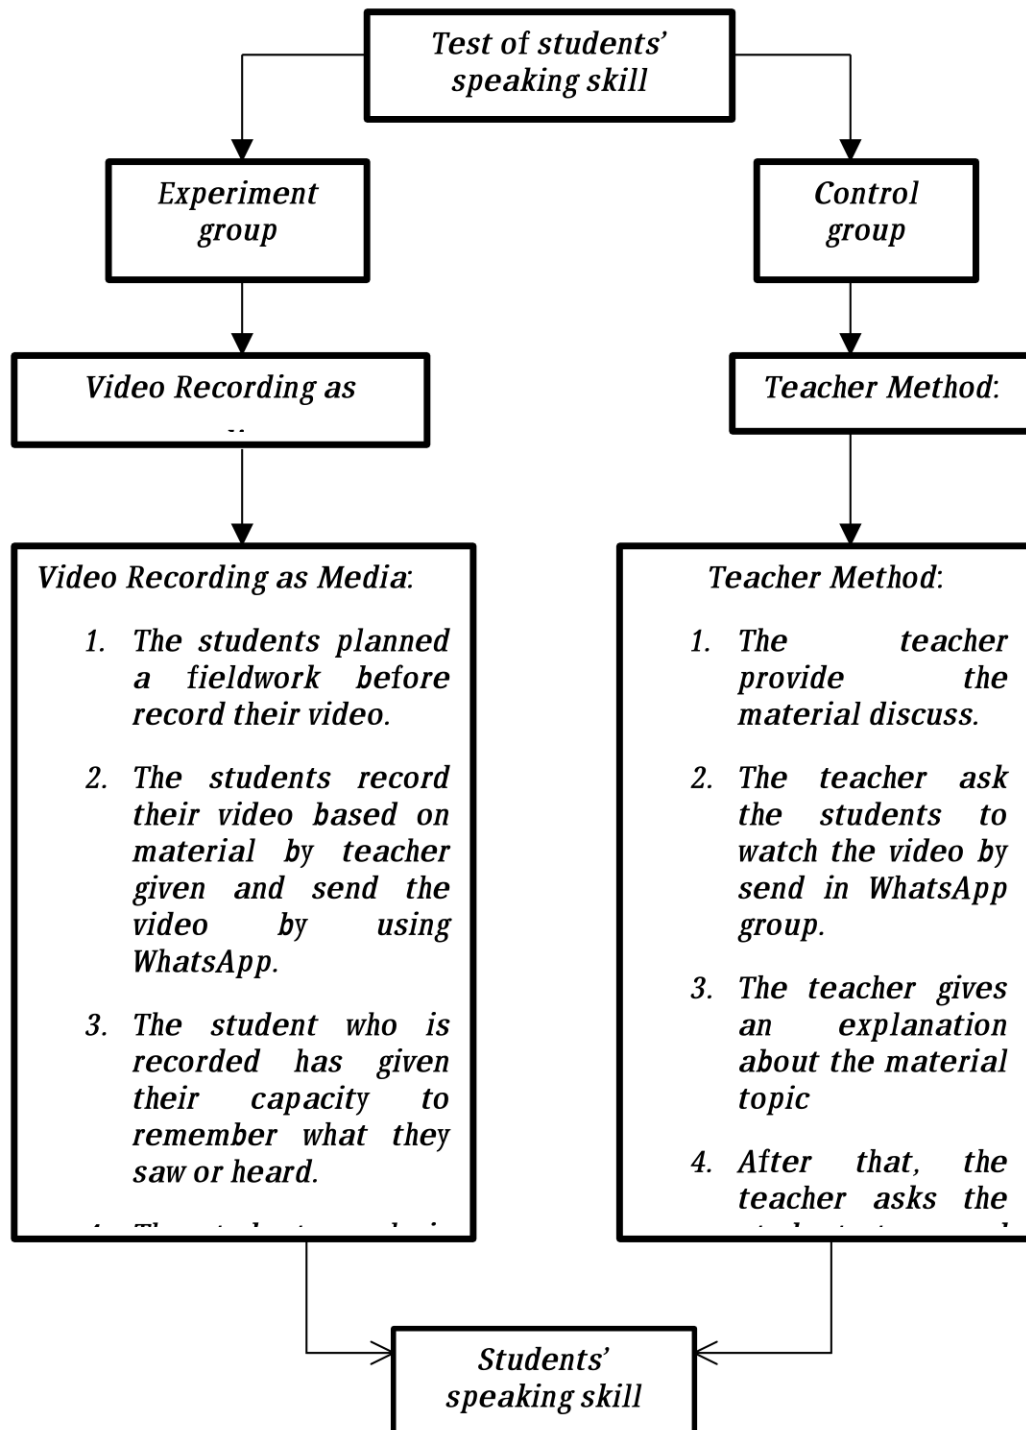 Test of students’
speaking skill
Experiment
group
Control
group
Video Recording as
Teacher Method:
Video Recording as Media:
1. The students planned
a fieldwork before
record their video.
2. The students record
their video based on
material by teacher
given and send the
video by using
WhatsApp.
3. The student who is
recorded has given
their capacity to
remember what they
saw or heard.
Teacher Method:
1. The teacher
provide the
material discuss.
2. The teacher ask
the students to
watch the video by
send in WhatsApp
group.
3. The teacher gives
an explanation
about the material
topic
4. After that, the
teacher asks the
Students’
speaking skill